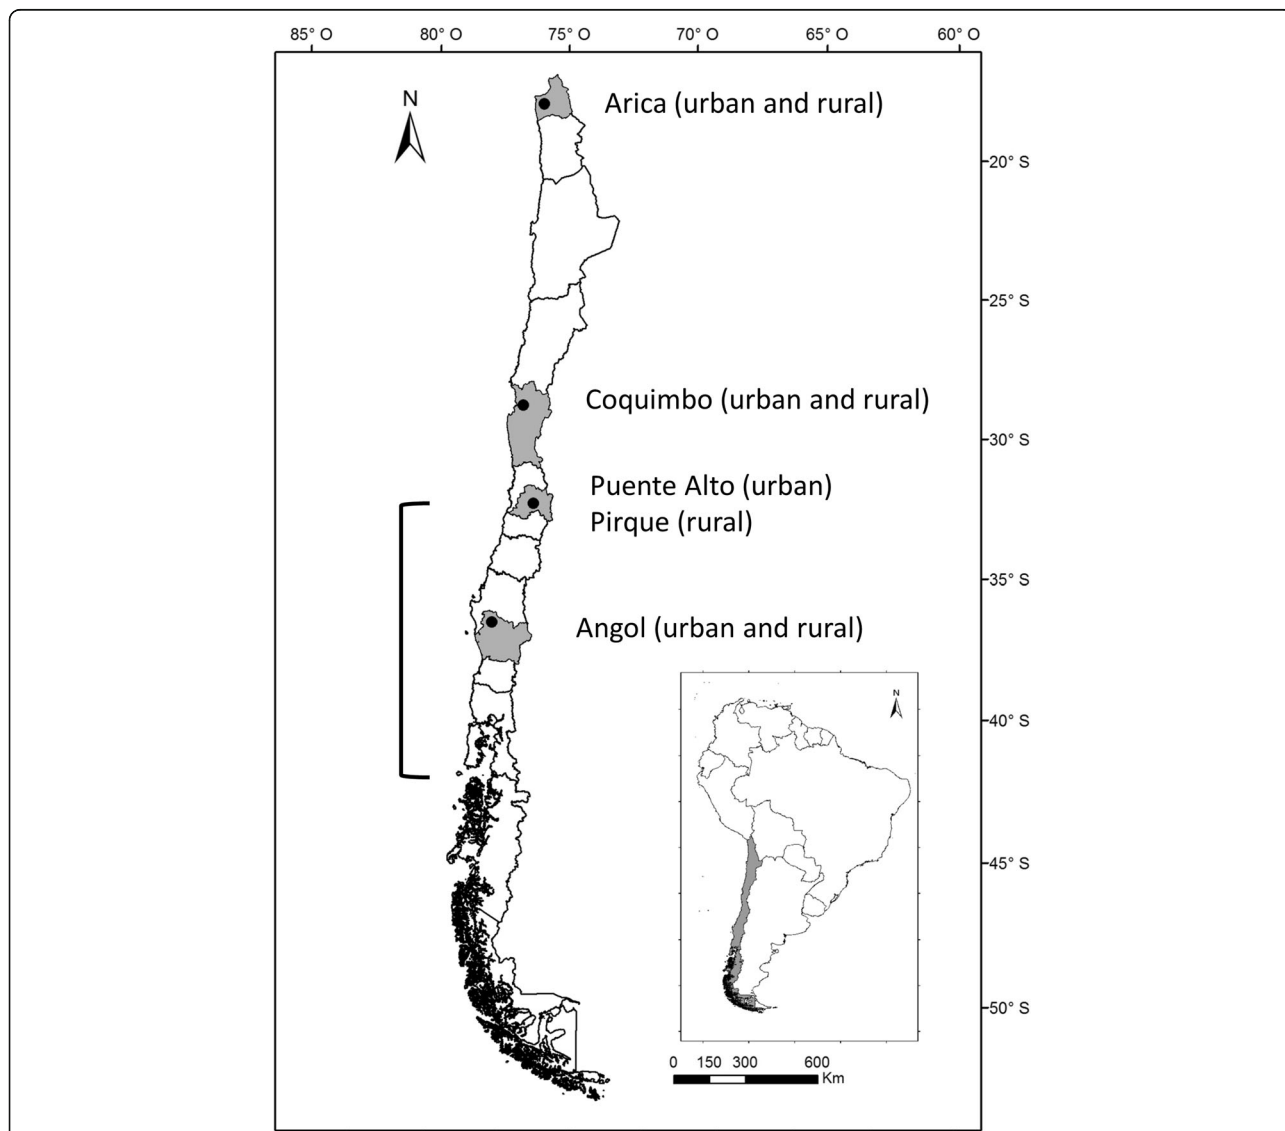 85° O 80° O 75° O 70° O 65° O 60° O
N
Arica (urban and rural)
20° S
25° S
Coquimbo (urban and rural)
30° S
Puente Alto (urban)
Pirque (rural)
35° S
Angol (urban and rural)
N
40° S
45° S
50° S
0 150 300 600
Km